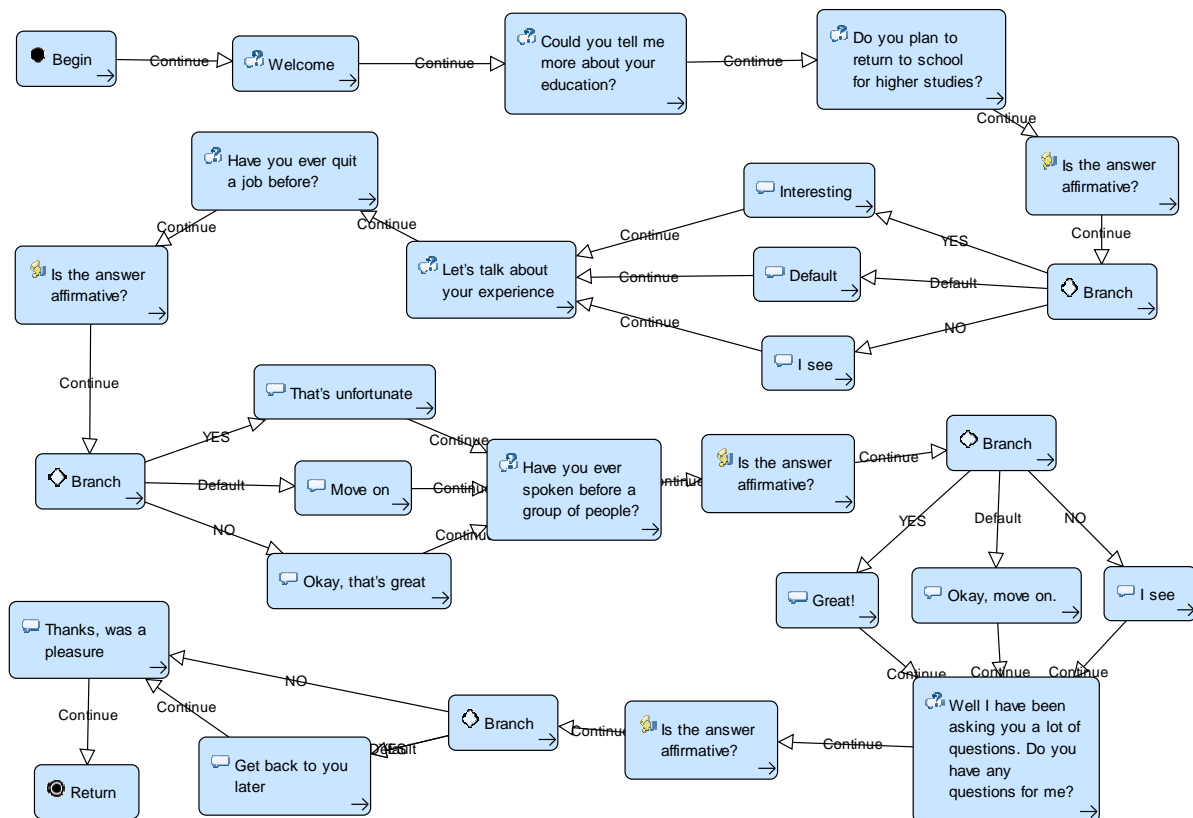 Begin
Continue
Welcome
Continue
Could you tell me
more about your
education?
Continue
Do you plan to
return to school
for higher studies?
Continue
Is the answer
affirmative?
Continue
Branch
YES
Default
NO
Interesting
Default
I see
Continue
Continue
Continue
Let's talk about
your experience
Continue
Have you ever quit
a job before?
Continue
Is the answer
affirmative?
Continue
Branch
YES
Default
NO
That's unfortunate
Move on
Okay, that's great
Continue
Continue
Continue
Have you ever
spoken before a
group of people?
Continue
Is the answer
affirmative?
Continue
Branch
YES
Default
NO
Great!
Okay, move on.
I see
Continue
Continue
Continue
Well I have been
asking you a lot of
questions. Do you
have any
questions for me?
Continue
Is the answer
affirmative?
Continue
Branch
NO
Default
YES
Get back to you
later
Continue
Thanks, was a
pleasure
Continue
Return